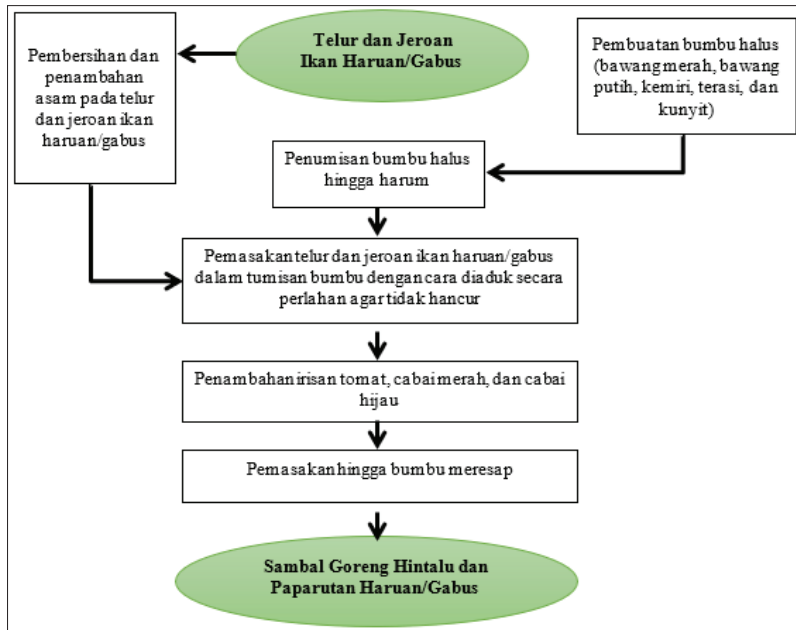 Telur dan Jeroan
Ikan Haruan/Gabus
Pembersihan dan
penambahan
asam pada telur
dan jeroan ikan
haruan/gabus
Pembuatan bumbu halus
(bawang merah, bawang
putih, kemiri, terasi, dan
kunyit)
Penumisan bumbu halus
hingga harum
Pemasakan telur dan jeroan ikan haruan/gabus
dalam tumisan bumbu dengan cara diaduk secara
perlahan agar tidak hancur
Penambahan irisan tomat, cabai merah, dan cabai
hijau
Pemasakan hingga bumbu meresap
Sambal Goreng Hintalu dan
Paparutan Haruan/Gabus